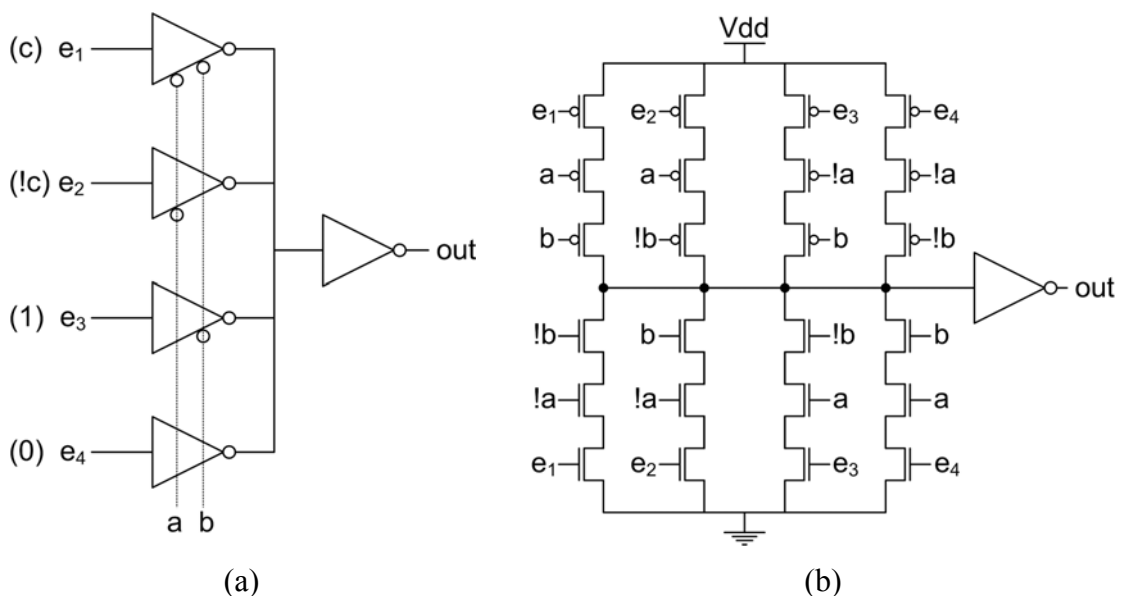 (c) e₁
(!c) e₂
(1) e₃
(0) e₄
a b
out
(a)
Vdd
e₁ e₂ e₃ e₄
a a !a !a
b !b b !b
out
!b b !b b
!a !a a a
e₁ e₂ e₃ e₄
(b)